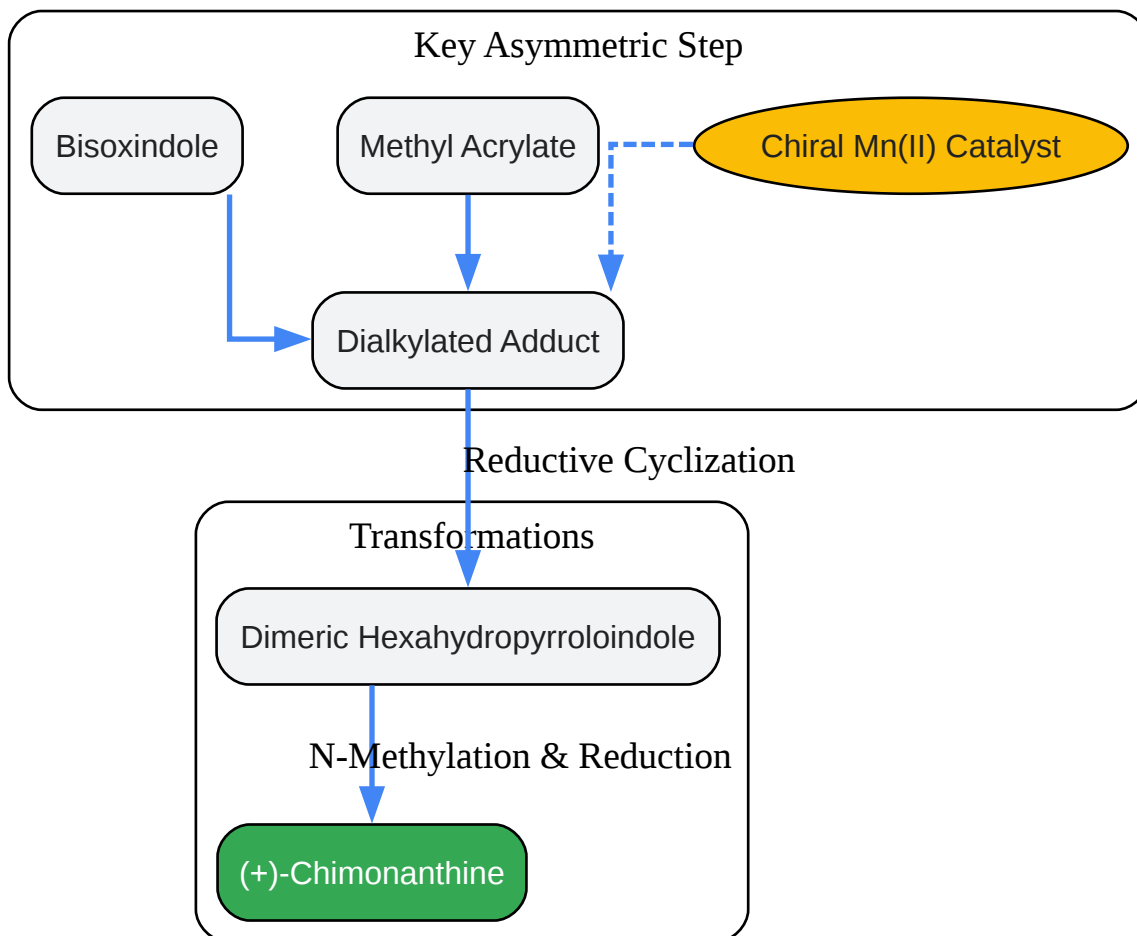 Key Asymmetric Step
Bisoxindole
Methyl Acrylate
Chiral Mn(II) Catalyst
Dialkylated Adduct
Reductive Cyclization
Transformations
Dimeric Hexahydropyrroloindole
N-Methylation & Reduction
(+)-Chimonanthine